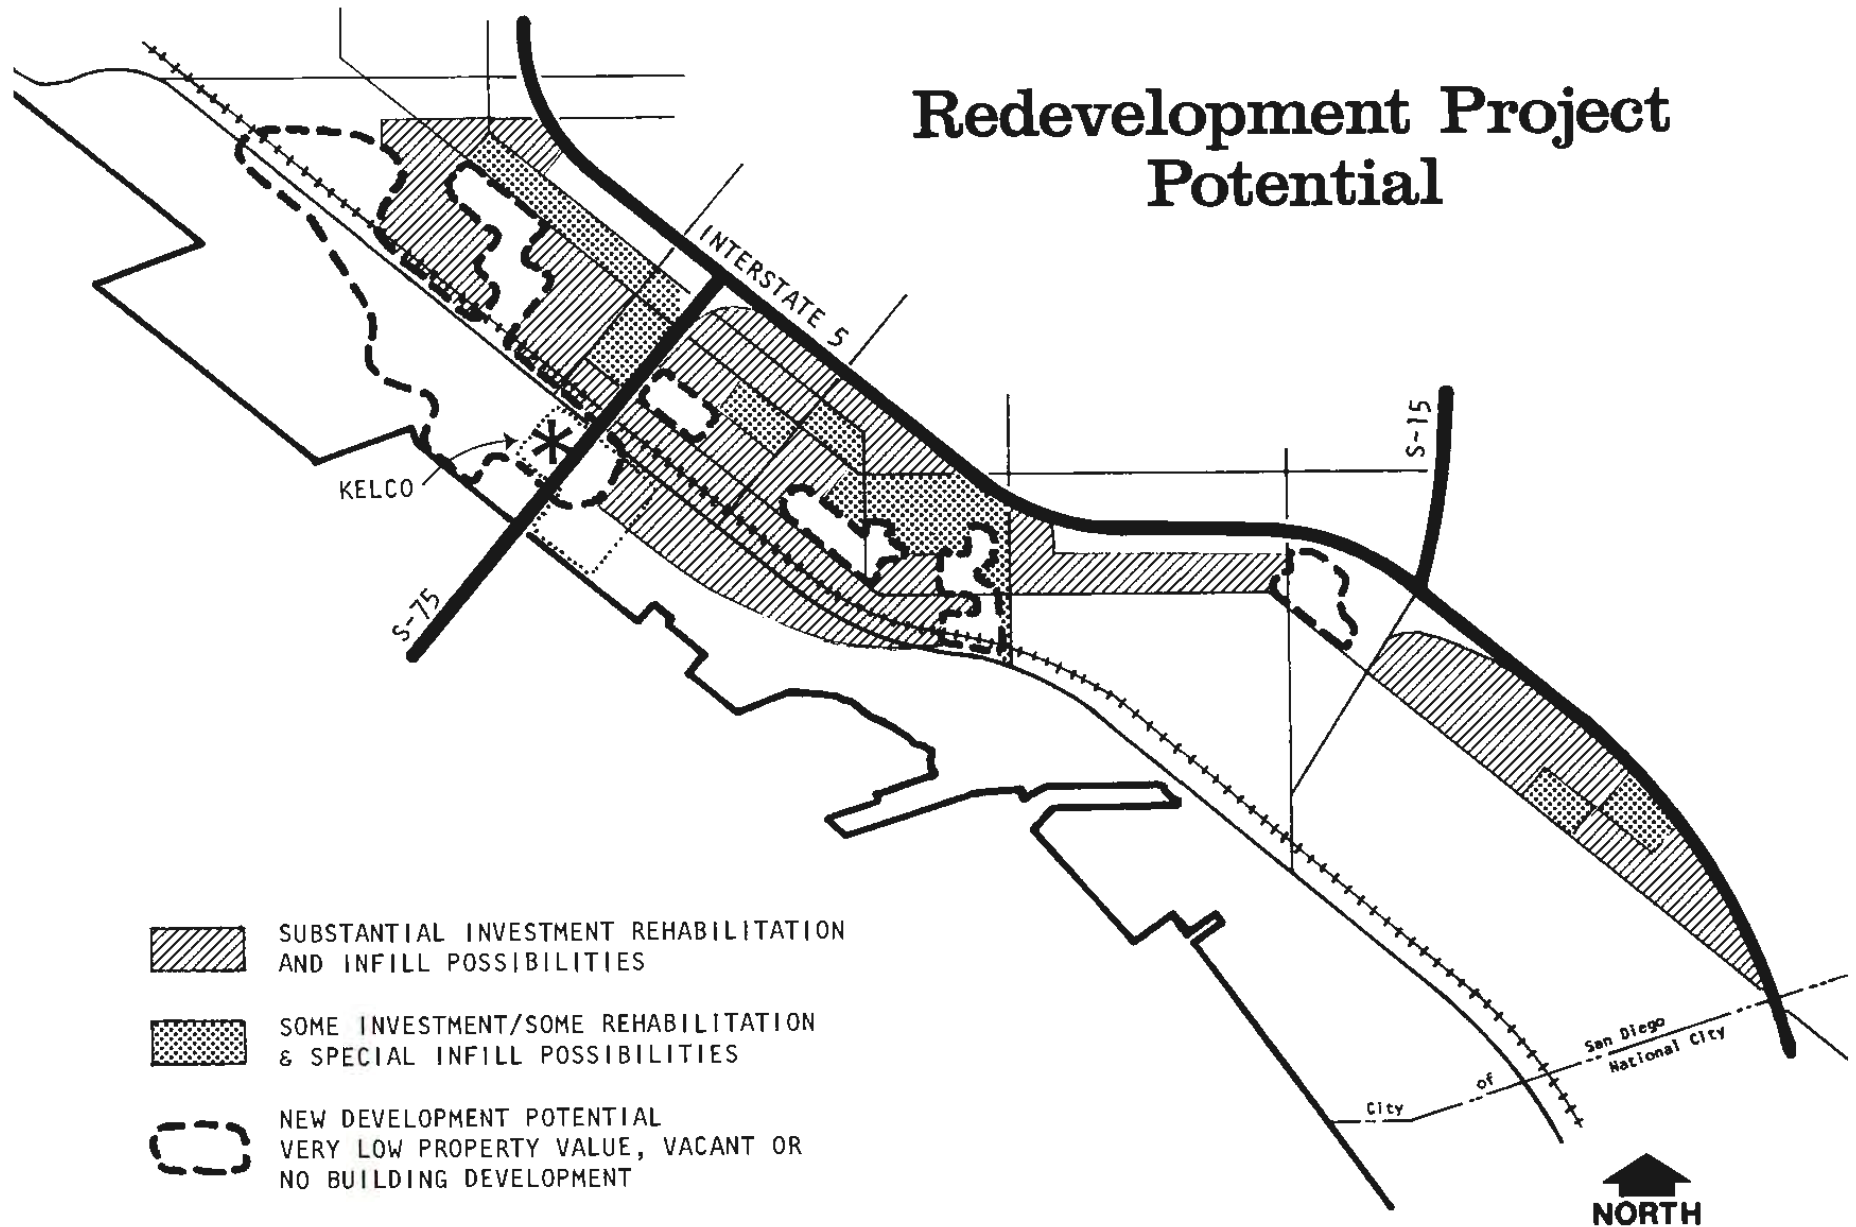 Redevelopment Project
Potential
INTERSTATE 5
S-15
KELCO
S-75
SUBSTANTIAL INVESTMENT REHABILITATION
AND INFILL POSSIBILITIES
SOME INVESTMENT/SOME REHABILITATION
& SPECIAL INFILL POSSIBILITIES
NEW DEVELOPMENT POTENTIAL
VERY LOW PROPERTY VALUE, VACANT OR
NO BUILDING DEVELOPMENT
City of San Diego
National City
NORTH